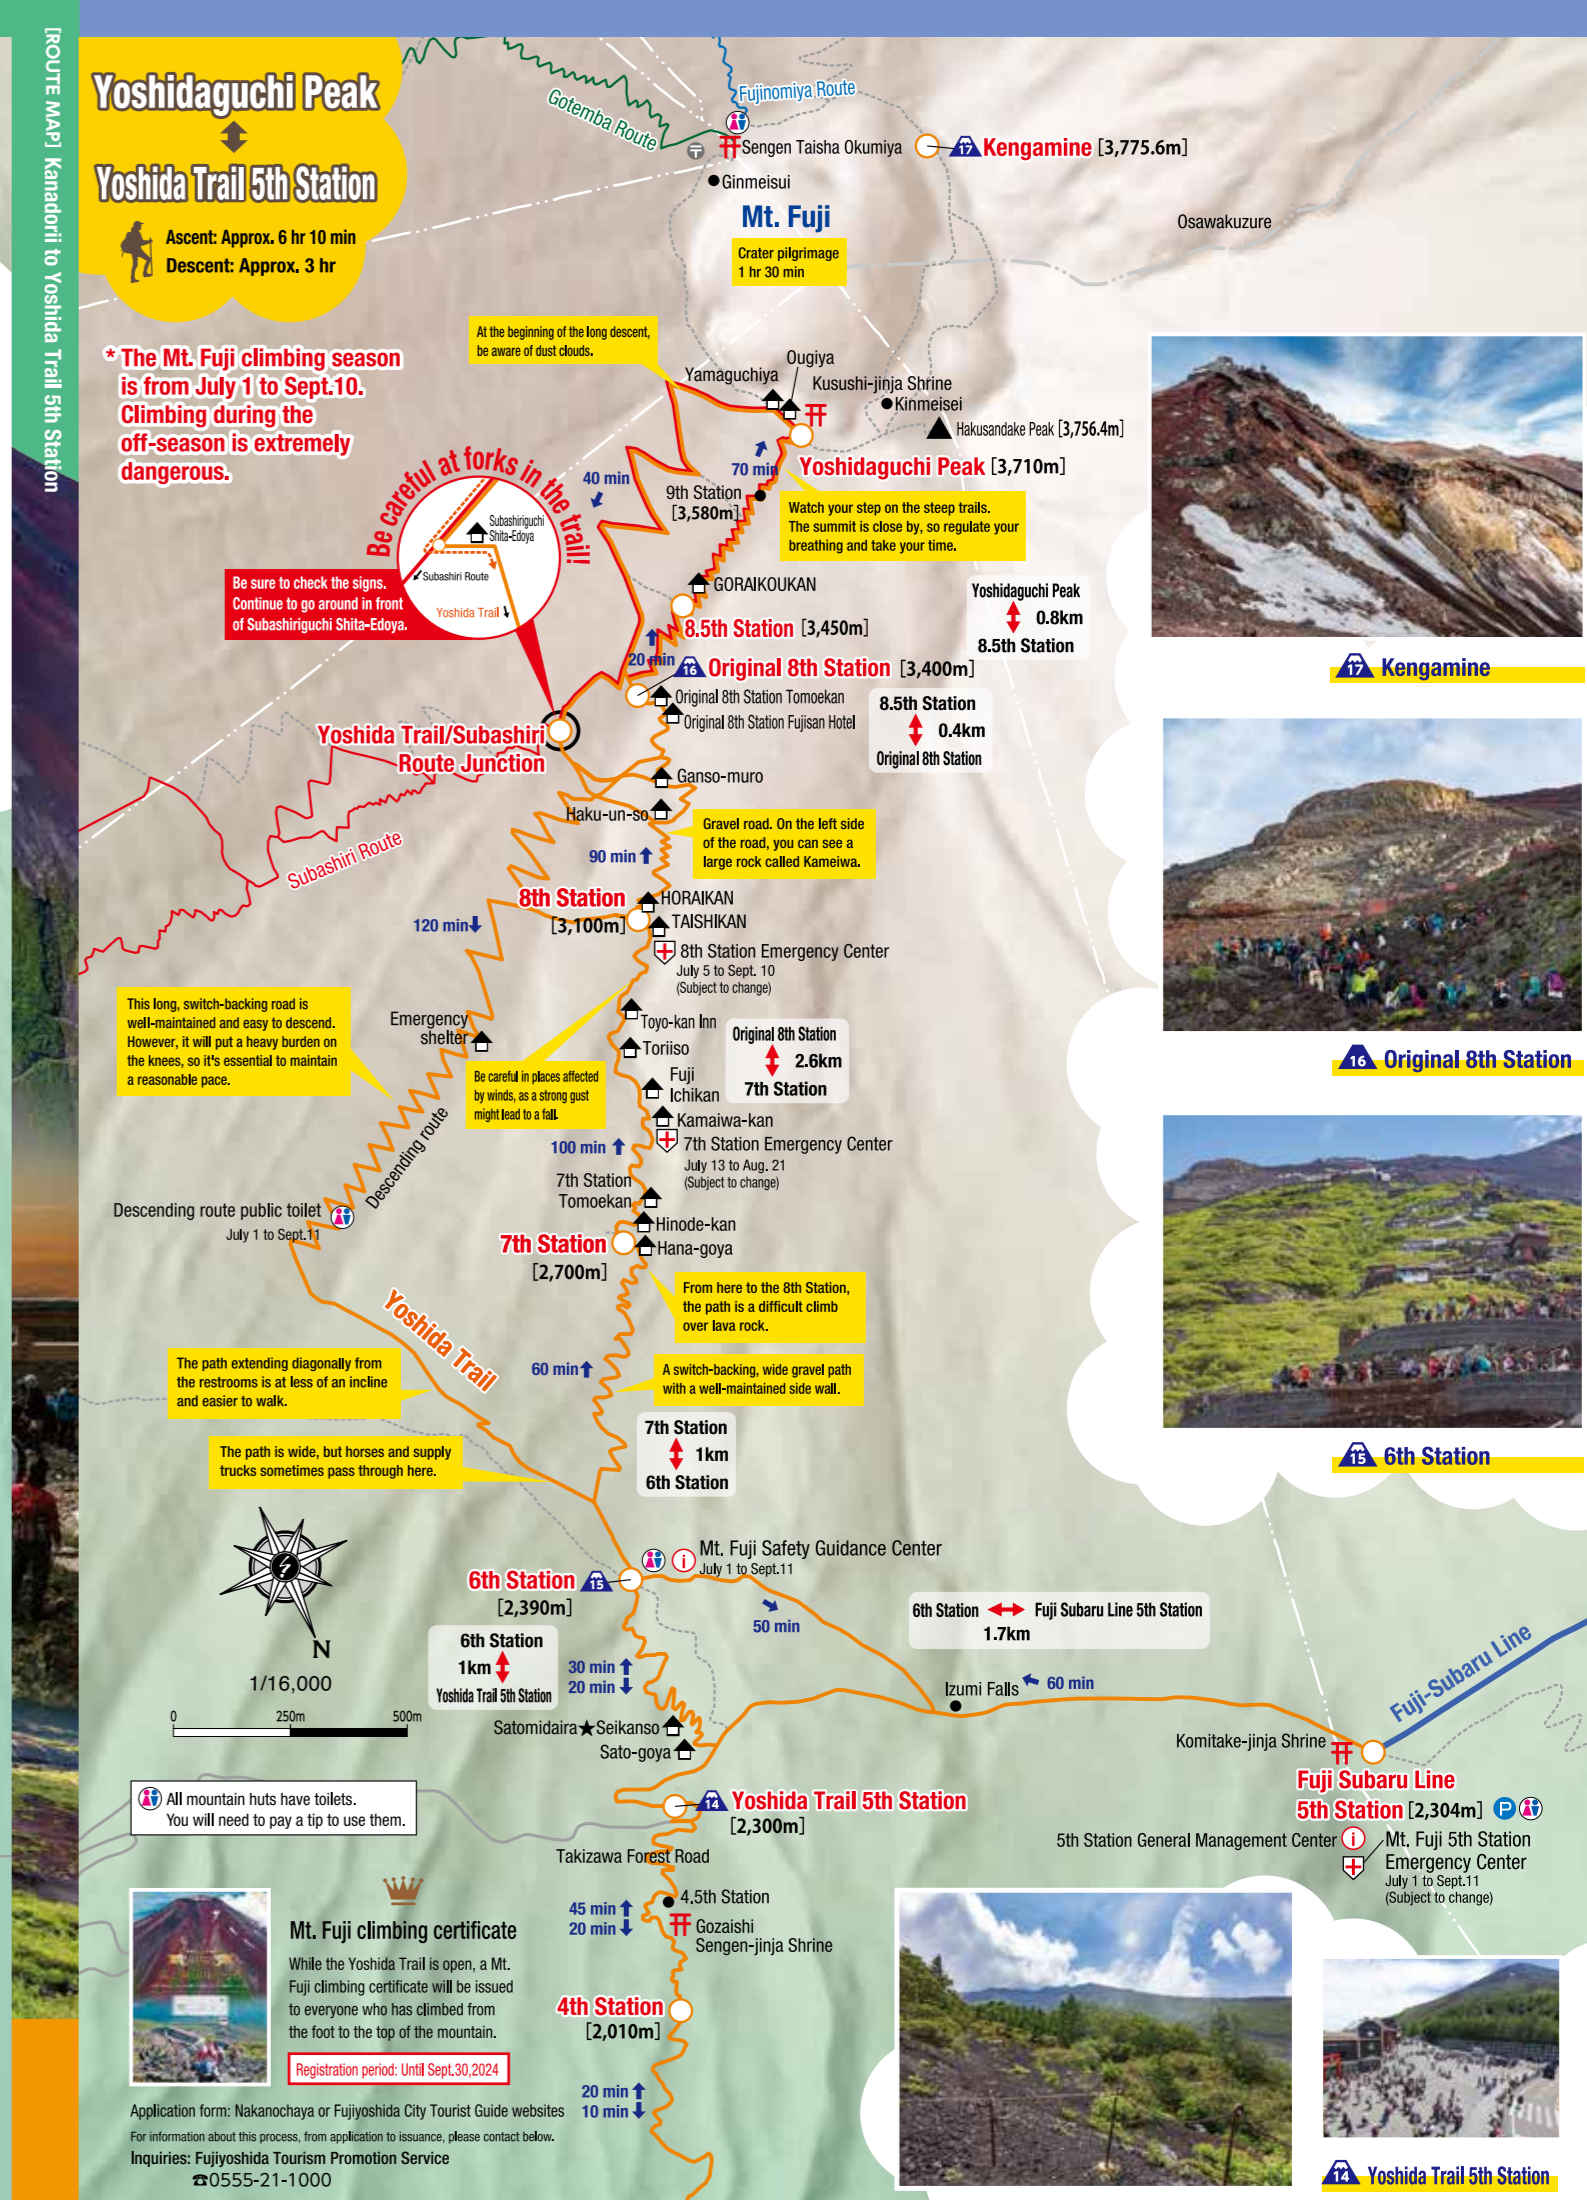 [ROUTE MAP] Kanadorii to Yoshida Trail 5th Station
Yoshidaguchi Peak
Yoshida Trail 5th Station
Ascent: Approx. 6 hr 10 min
Descent: Approx. 3 hr
* The Mt. Fuji climbing season
is from July 1 to Sept.10.
Climbing during the
off-season is extremely
dangerous.
Gotemba Route
Fujinomiya Route
Sengen Taisha Okumiya
17 Kengamine [3,775.6m]
Ginmeisui
Mt. Fuji
Osawakuzure
Crater pilgrimage
1 hr 30 min
At the beginning of the long descent,
be aware of dust clouds.
Ougiya
Yamaguchiya
Kusushi-jinja Shrine
Kinmeisei
Hakusandake Peak [3,756.4m]
Yoshidaguchi Peak [3,710m]
70 min
40 min
9th Station
[3,580m]
Watch your step on the steep trails.
The summit is close by, so regulate your
breathing and take your time.
Be careful at forks in the trail!
Subashiriguchi
Shita-Edoya
Subashiri Route
Yoshida Trail
Be sure to check the signs.
Continue to go around in front
of Subashiriguchi Shita-Edoya.
GORAIKOUKAN
8.5th Station [3,450m]
Yoshidaguchi Peak
0.8km
8.5th Station
20 min
16 Original 8th Station [3,400m]
Original 8th Station Tomoekan
Original 8th Station Fujisan Hotel
8.5th Station
0.4km
Original 8th Station
17 Kengamine
Yoshida Trail/Subashiri
Route Junction
Ganso-muro
Haku-un-so
Subashiri Route
Gravel road. On the left side
of the road, you can see a
large rock called Kameiwa.
90 min
8th Station
[3,100m]
HORAIKAN
TAISHIKAN
120 min
8th Station Emergency Center
July 5 to Sept. 10
(Subject to change)
This long, switch-backing road is
well-maintained and easy to descend.
However, it will put a heavy burden on
the knees, so it's essential to maintain
a reasonable pace.
Emergency
shelter
Toyo-kan Inn
Toriiso
Original 8th Station
2.6km
7th Station
Be careful in places affected
by winds, as a strong gust
might lead to a fall.
Fuji
Ichikan
Kamaiwa-kan
7th Station Emergency Center
July 13 to Aug. 21
(Subject to change)
16 Original 8th Station
Descending route
100 min
7th Station
Tomoekan
Descending route public toilet
July 1 to Sept.11
Hinode-kan
Hana-goya
7th Station
[2,700m]
From here to the 8th Station,
the path is a difficult climb
over lava rock.
Yoshida Trail
The path extending diagonally from
the restrooms is at less of an incline
and easier to walk.
60 min
A switch-backing, wide gravel path
with a well-maintained side wall.
The path is wide, but horses and supply
trucks sometimes pass through here.
7th Station
1km
6th Station
15 6th Station
N
1/16,000
0 250m 500m
Mt. Fuji Safety Guidance Center
July 1 to Sept.11
6th Station 15
[2,390m]
50 min
6th Station Fuji Subaru Line 5th Station
1.7km
6th Station
1km
Yoshida Trail 5th Station
30 min
20 min
Izumi Falls
60 min
Fuji-Subaru Line
Satomidaira★Seikanso
Sato-goya
Komitake-jinja Shrine
Fuji Subaru Line
5th Station [2,304m] P
5th Station General Management Center
Mt. Fuji 5th Station
Emergency Center
July 1 to Sept.11
(Subject to change)
All mountain huts have toilets.
You will need to pay a tip to use them.
14 Yoshida Trail 5th Station
[2,300m]
Takizawa Forest Road
4.5th Station
45 min
20 min
Gozaishi
Sengen-jinja Shrine
4th Station
[2,010m]
20 min
10 min
Mt. Fuji climbing certificate
While the Yoshida Trail is open, a Mt.
Fuji climbing certificate will be issued
to everyone who has climbed from
the foot to the top of the mountain.
Registration period: Until Sept.30,2024
Application form: Nakanochaya or Fujiyoshida City Tourist Guide websites
For information about this process, from application to issuance, please contact below.
Inquiries: Fujiyoshida Tourism Promotion Service
☎0555-21-1000
14 Yoshida Trail 5th Station